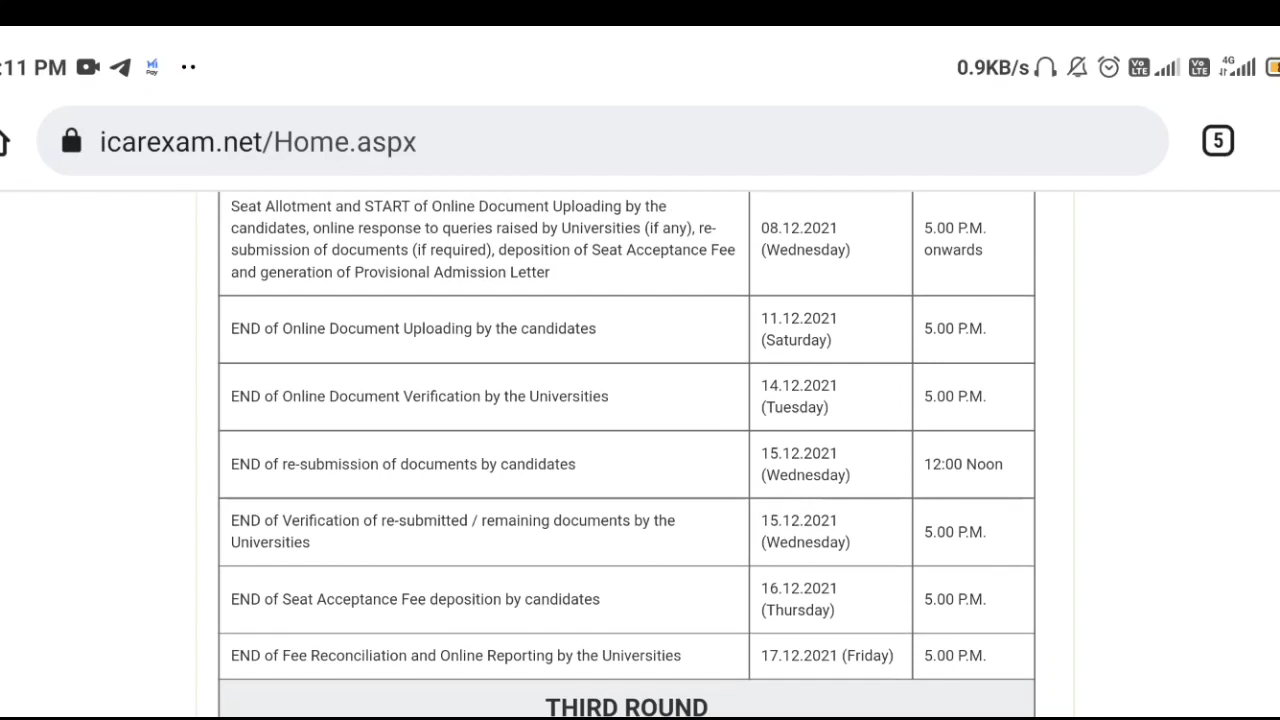 :11 PM
0.9KB/s
Vo LTE
Vo LTE
4G
Mi Pay
icarexam.net/Home.aspx
5
Seat Allotment and START of Online Document Uploading by the
candidates, online response to queries raised by Universities (if any), re-
submission of documents (if required), deposition of Seat Acceptance Fee
and generation of Provisional Admission Letter
08.12.2021
(Wednesday)
5.00 P.M.
onwards
END of Online Document Uploading by the candidates
11.12.2021
(Saturday)
5.00 P.M.
END of Online Document Verification by the Universities
14.12.2021
(Tuesday)
5.00 P.M.
END of re-submission of documents by candidates
15.12.2021
(Wednesday)
12:00 Noon
END of Verification of re-submitted / remaining documents by the
Universities
15.12.2021
(Wednesday)
5.00 P.M.
END of Seat Acceptance Fee deposition by candidates
16.12.2021
(Thursday)
5.00 P.M.
END of Fee Reconciliation and Online Reporting by the Universities
17.12.2021 (Friday)
5.00 P.M.
THIRD ROUND